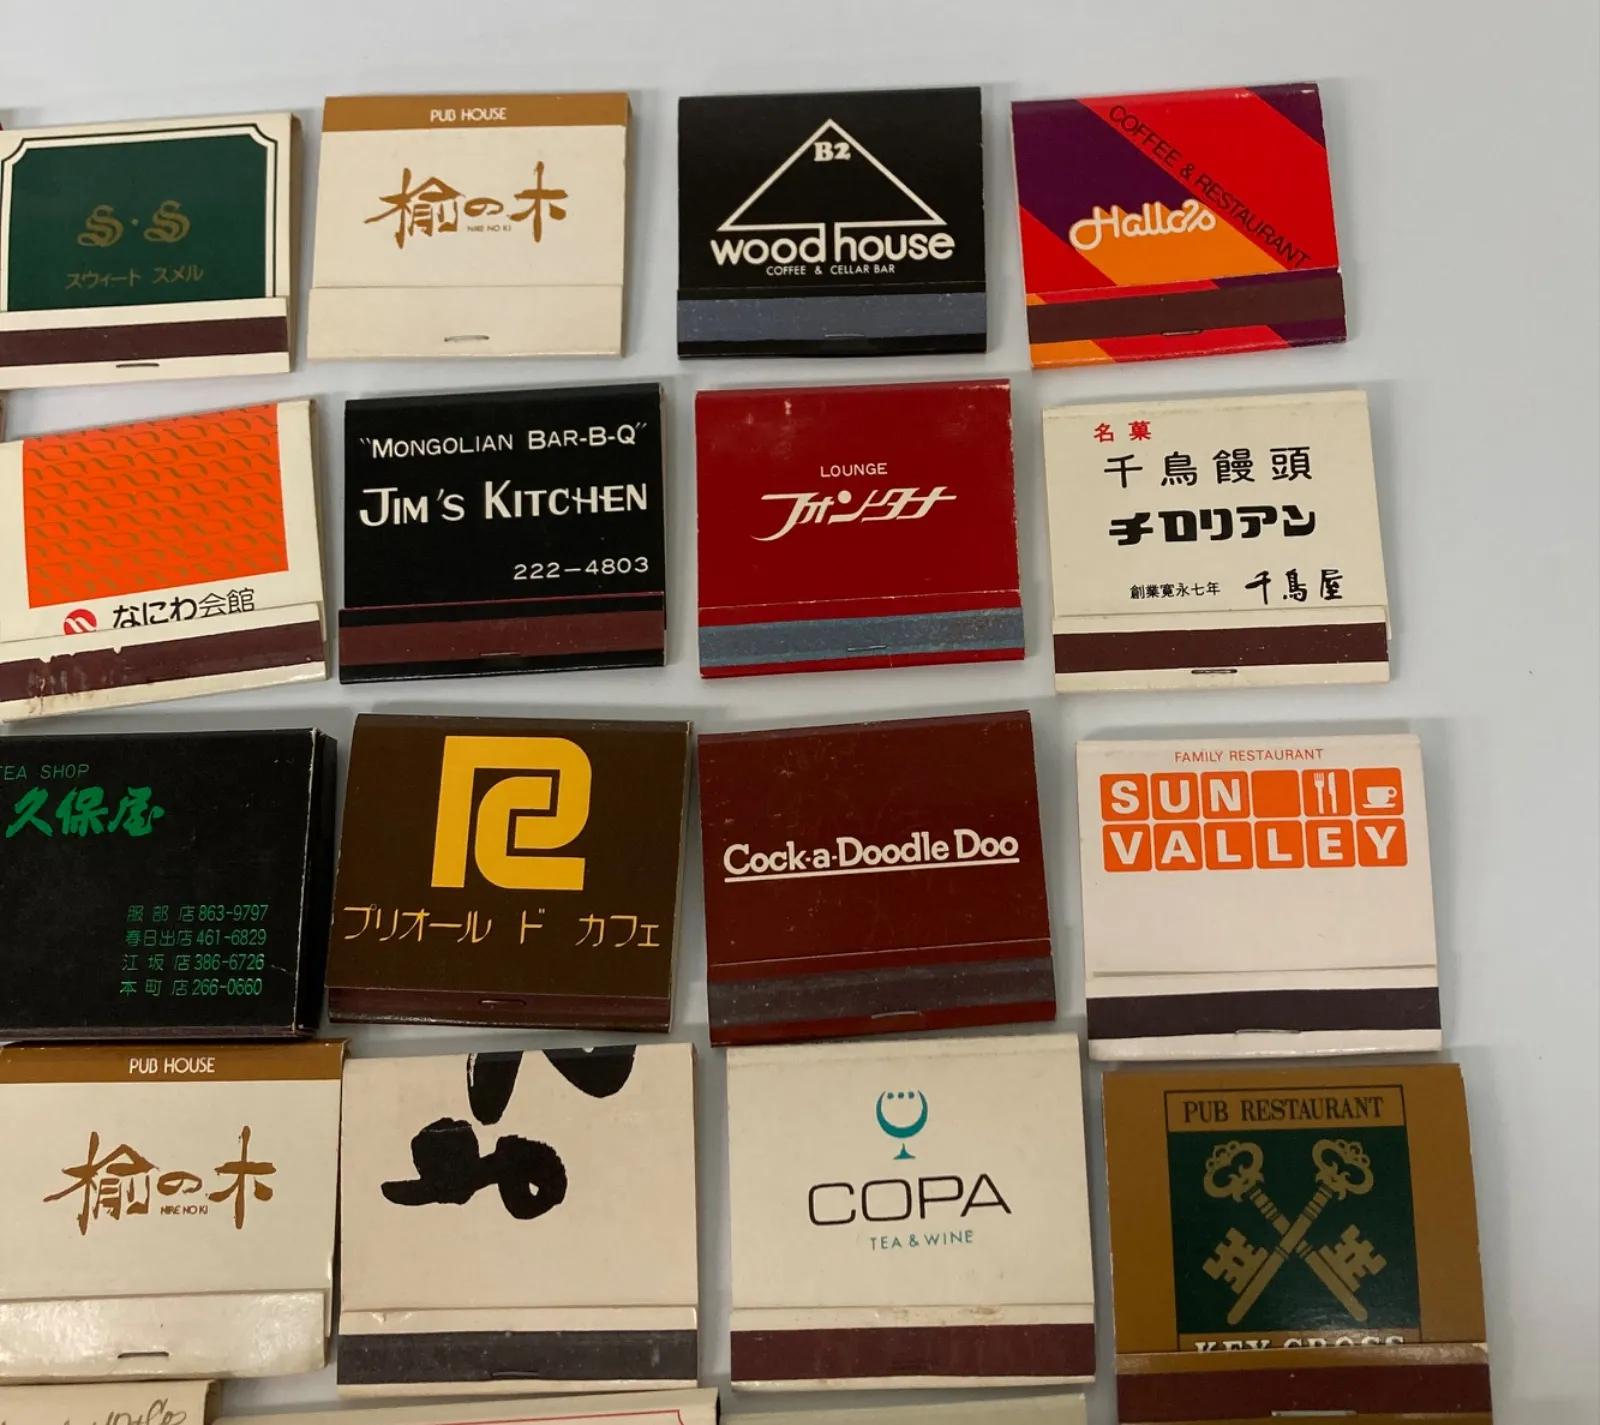 S·S
スウィート スメル
PUB HOUSE
楡の木
NIRE NO KI
B2
wood house
COFFEE & CELLAR BAR
COFFEE & RESTAURANT
Hallo
なにわ会館
"MONGOLIAN BAR-B-Q"
JIM'S KITCHEN
222-4803
LOUNGE
フォンタナ
名菓
千鳥饅頭
チロリアン
創業寛永七年 千鳥屋
TEA SHOP
久保屋
服部店 863-9797
春日出店 461-6829
江坂店 386-6726
本町店 266-0660
プリオール ド カフェ
Cock-a-Doodle Doo
FAMILY RESTAURANT
SUN
VALLEY
PUB HOUSE
楡の木
NIRE NO KI
COPA
TEA & WINE
PUB RESTAURANT
KEY CROSS